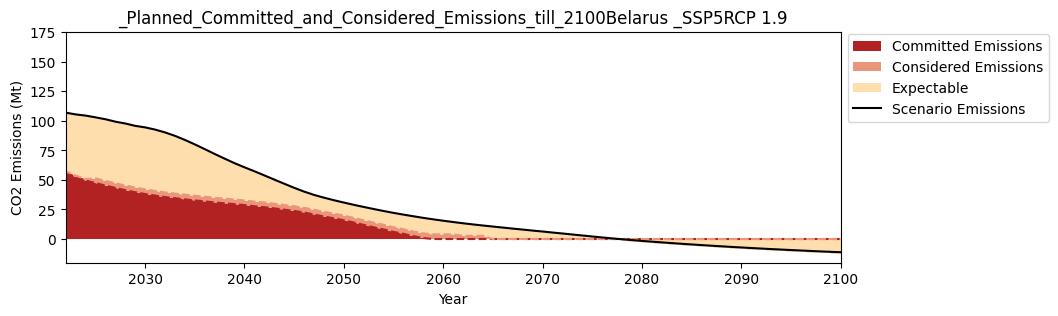 _Planned_Committed_and_Considered_Emissions_till_2100Belarus _SSP5RCP 1.9
CO2 Emissions (Mt)
175
150
125
100
75
50
25
0
2030 2040 2050 2060 2070 2080 2090 2100
Year
Committed Emissions
Considered Emissions
Expectable
Scenario Emissions